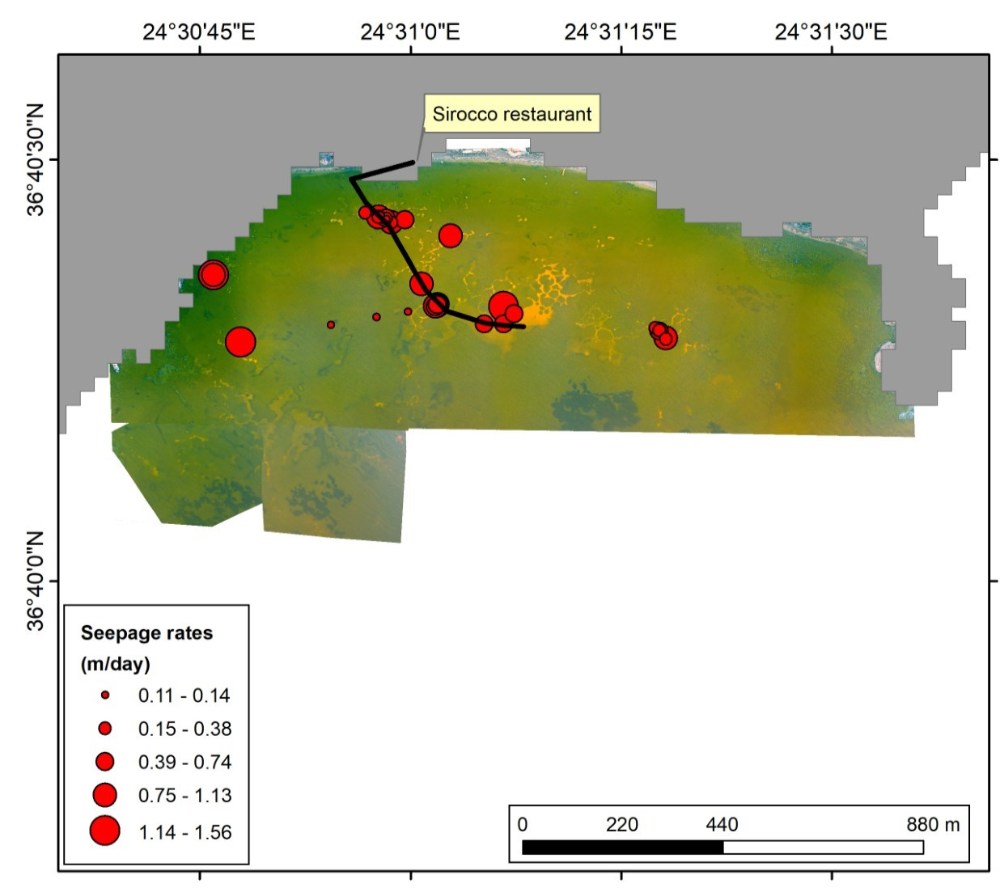 24°30'45"E
24°31'0"E
24°31'15"E
24°31'30"E
36°40'30"N
Sirocco restaurant
36°40'0"N
Seepage rates
(m/day)
0.11 - 0.14
0.15 - 0.38
0.39 - 0.74
0.75 - 1.13
1.14 - 1.56
0 220 440 880 m